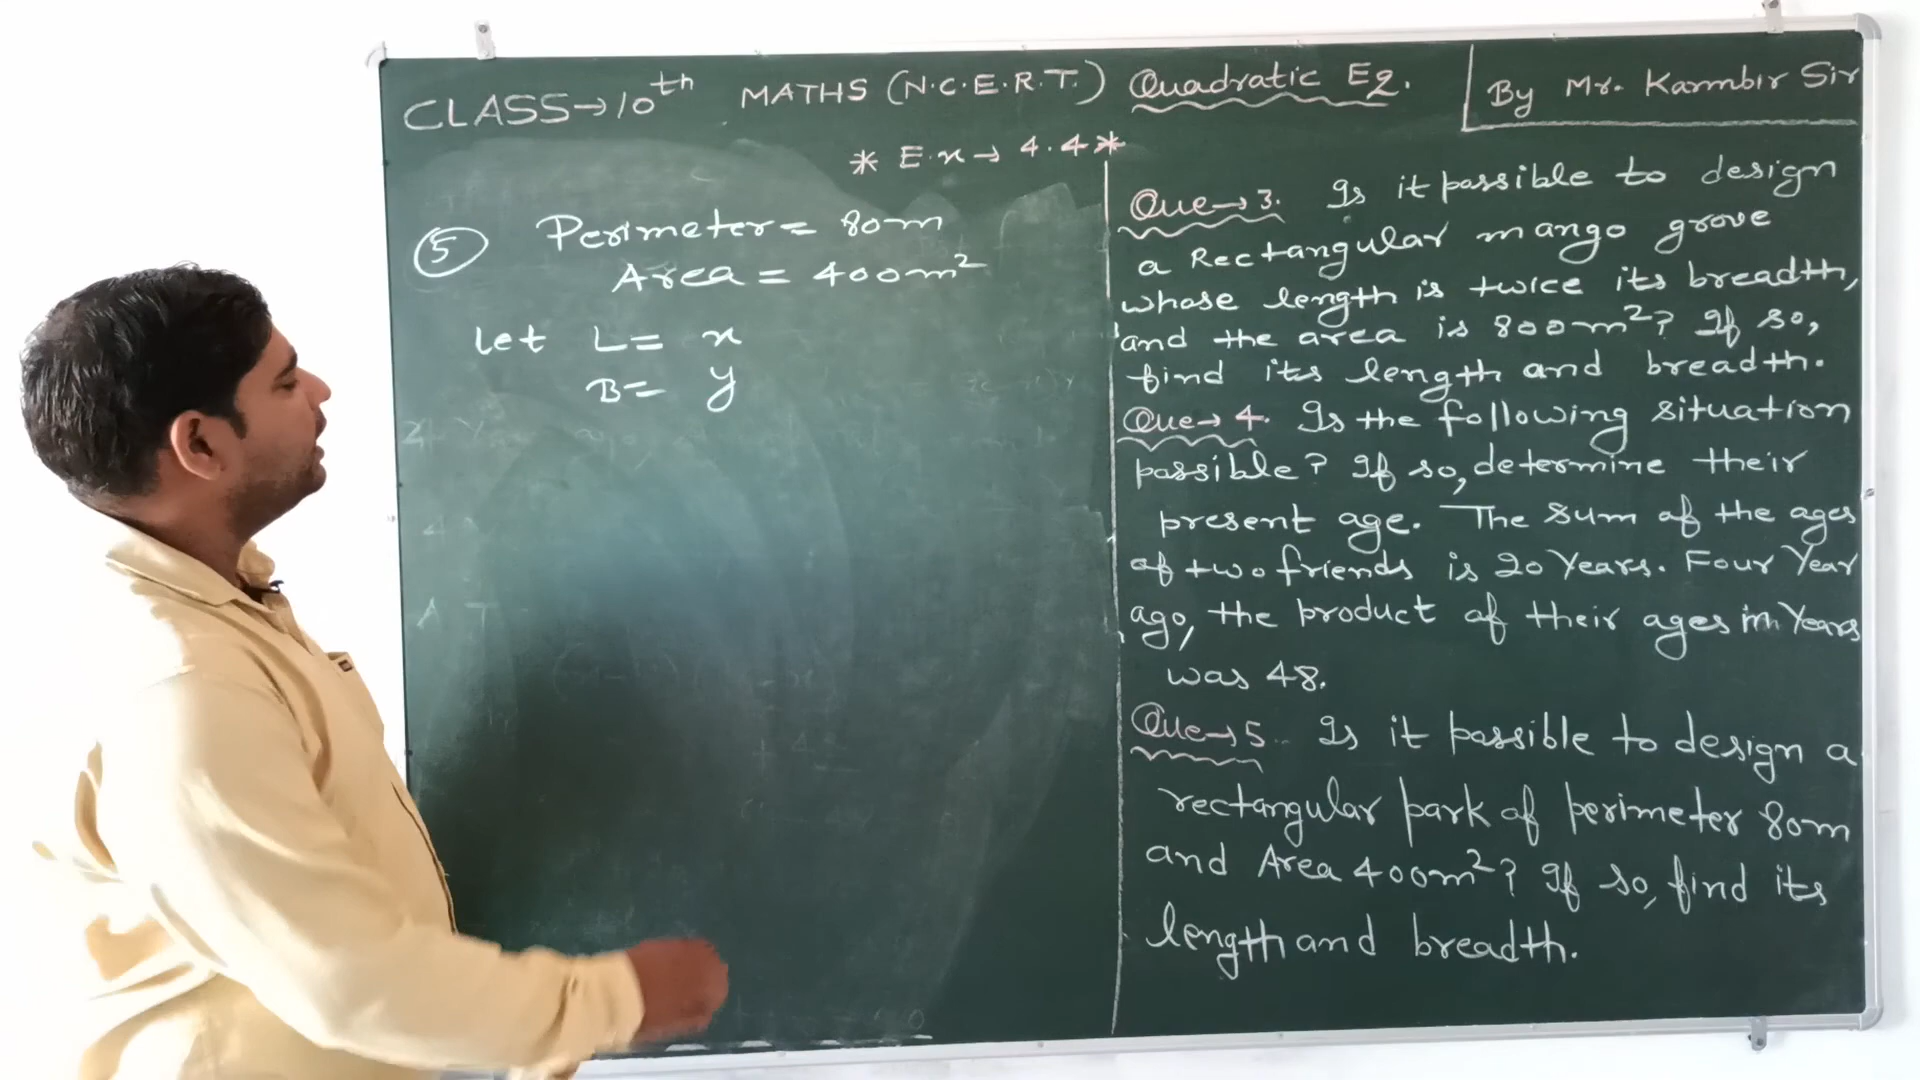 CLASS→10th MATHS (N.C.E.R.T.) Quadratic Eq.
By Mr. Karmbir Sir
* Ex→ 4.4 *
5 Perimeter = 80m
Area = 400m²
Let L = x
B = y
Que→3. Is it possible to design
a Rectangular mango grove
whose length is twice its breadth,
and the area is 800m²? If so,
find its length and breadth.
Que→4. Is the following situation
possible? If so, determine their
present age. The sum of the ages
of two friends is 20 Years. Four Year
ago, the product of their ages in Years
was 48.
Que→5. Is it possible to design a
rectangular park of perimeter 80m
and Area 400m²? If so, find its
length and breadth.